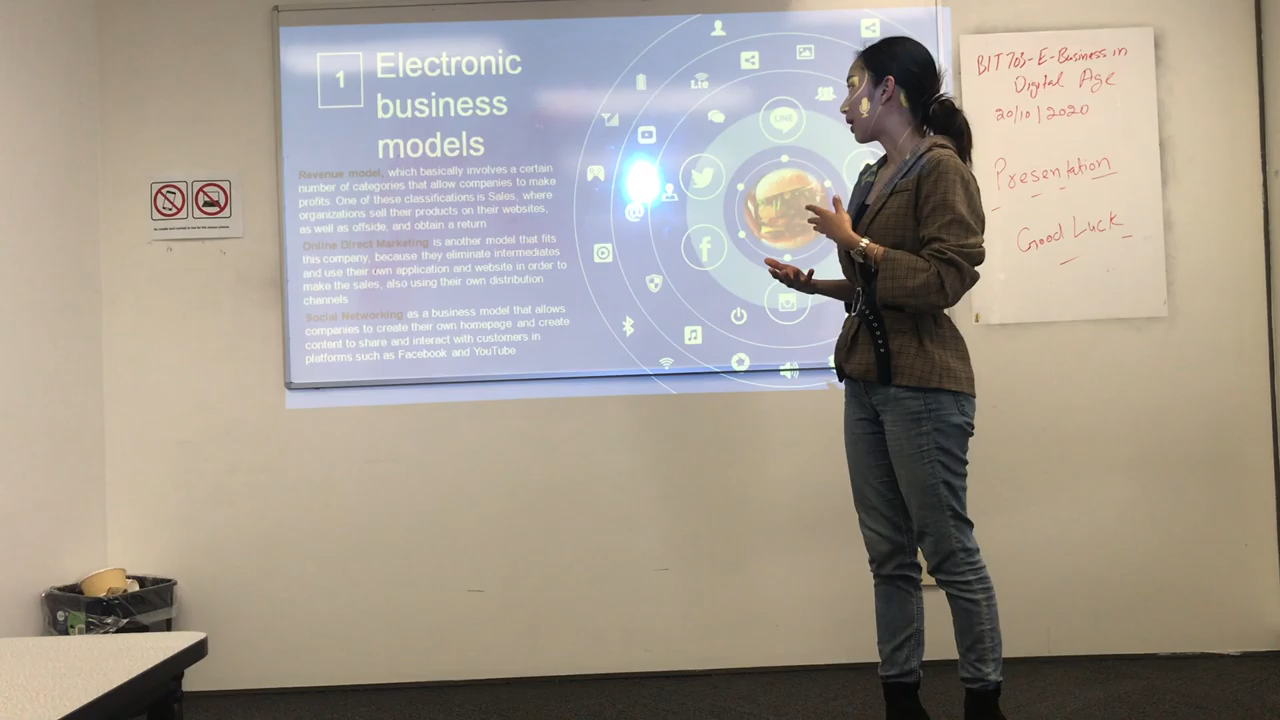 1
Electronic
business
models
Revenue model, which basically involves a certain
number of categories that allow companies to make
profits. One of these classifications is Sales, where
organizations sell their products on their websites,
as well as offside, and obtain a return
Online Direct Marketing is another model that fits
this company, because they eliminate intermediates
and use their own application and website in order to
make the sales, also using their own distribution
channels
Social Networking as a business model that allows
companies to create their own homepage and create
content to share and interact with customers in
platforms such as Facebook and YouTube
Lte
LINE
BIT703-E-Business in
Digital Age
20/10/2020
Presentation
Good Luck